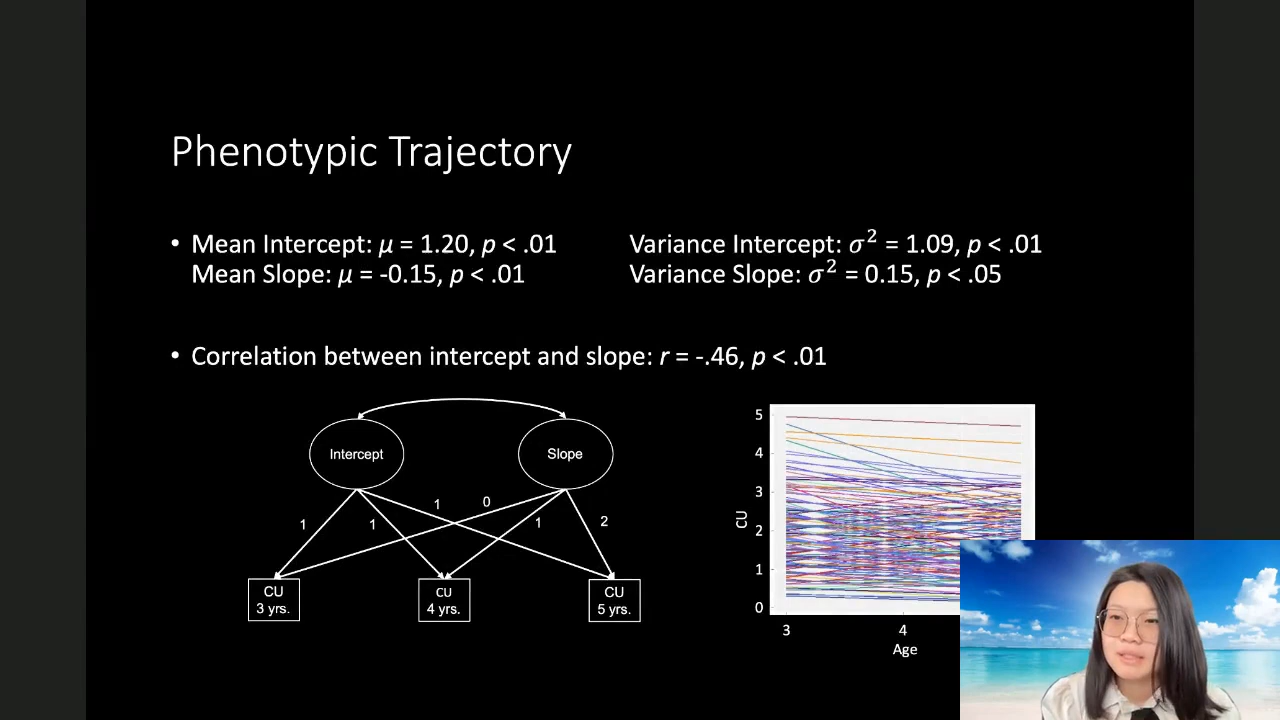 Phenotypic Trajectory
• Mean Intercept: μ = 1.20, p < .01 Variance Intercept: σ² = 1.09, p < .01
Mean Slope: μ = -0.15, p < .01 Variance Slope: σ² = 0.15, p < .05
• Correlation between intercept and slope: r = -.46, p < .01
Intercept
Slope
1
1
1
0
1
2
CU
3 yrs.
CU
4 yrs.
CU
5 yrs.
5
4
3
2
1
0
CU
3
4
Age